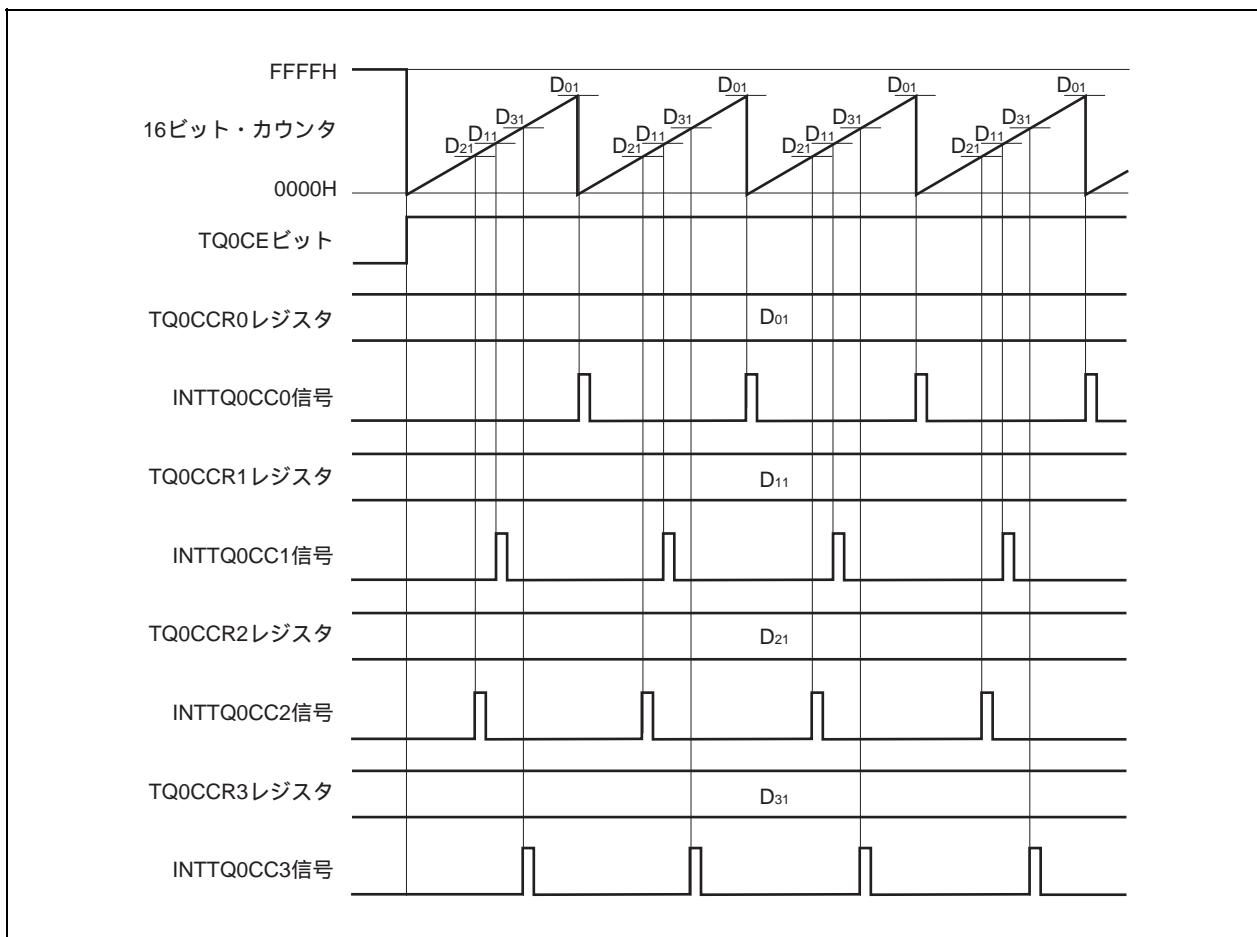 FFFFH
D01 D01 D01 D01
16ビット・カウンタ
D31 D31 D31 D31
D11 D11 D11 D11
D21 D21 D21 D21
0000H
TQ0CEビット
TQ0CCR0レジスタ
D01
INTTQ0CC0信号
TQ0CCR1レジスタ
D11
INTTQ0CC1信号
TQ0CCR2レジスタ
D21
INTTQ0CC2信号
TQ0CCR3レジスタ
D31
INTTQ0CC3信号